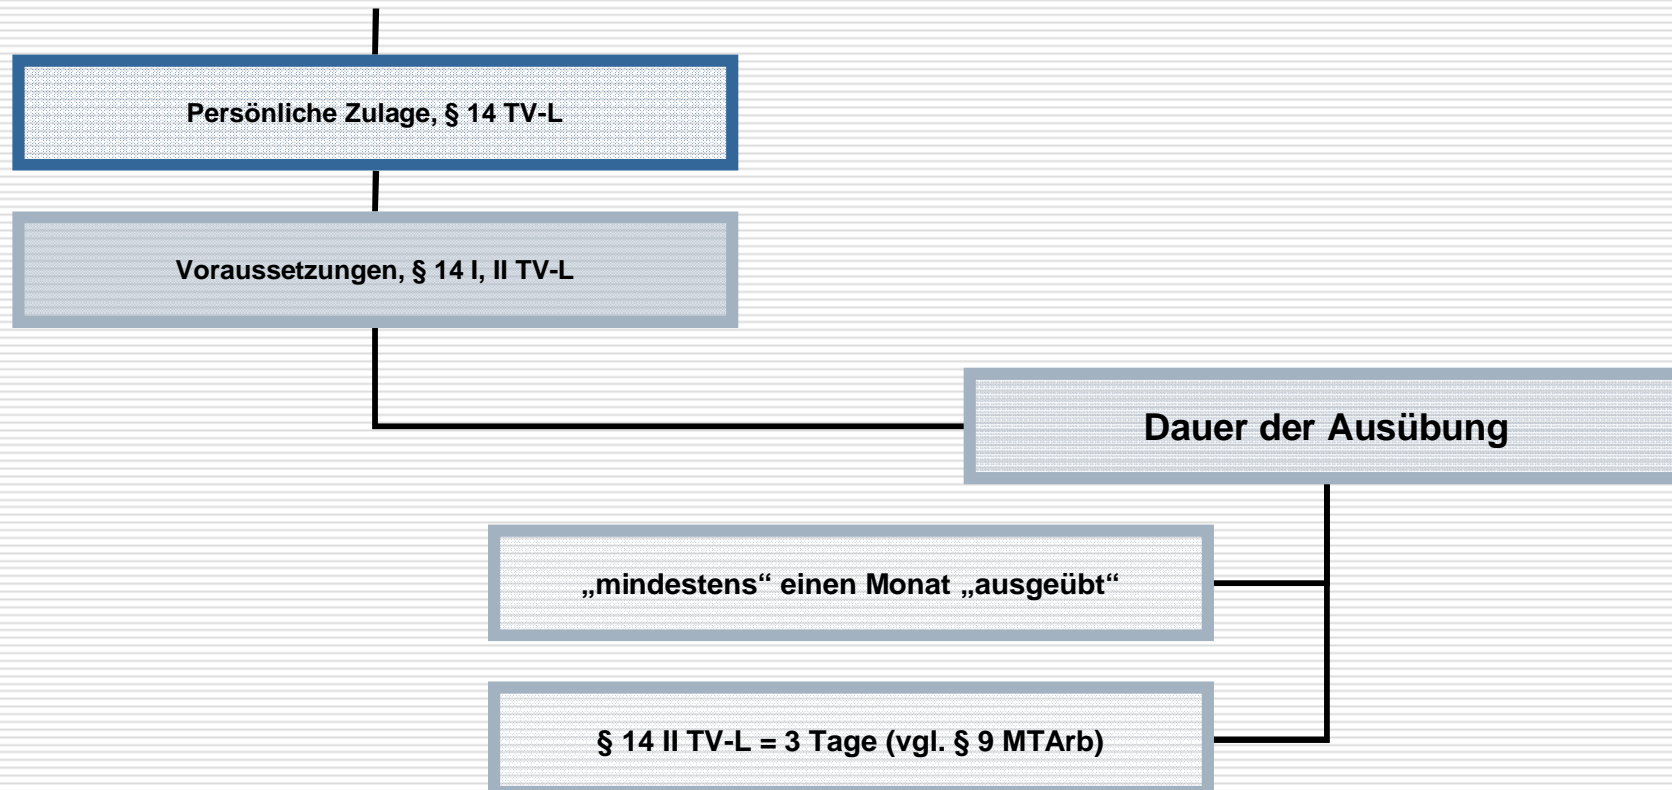 Persönliche Zulage, § 14 TV-L
Voraussetzungen, § 14 I, II TV-L
Dauer der Ausübung
„mindestens“ einen Monat „ausgeübt“
§ 14 II TV-L = 3 Tage (vgl. § 9 MTArb)